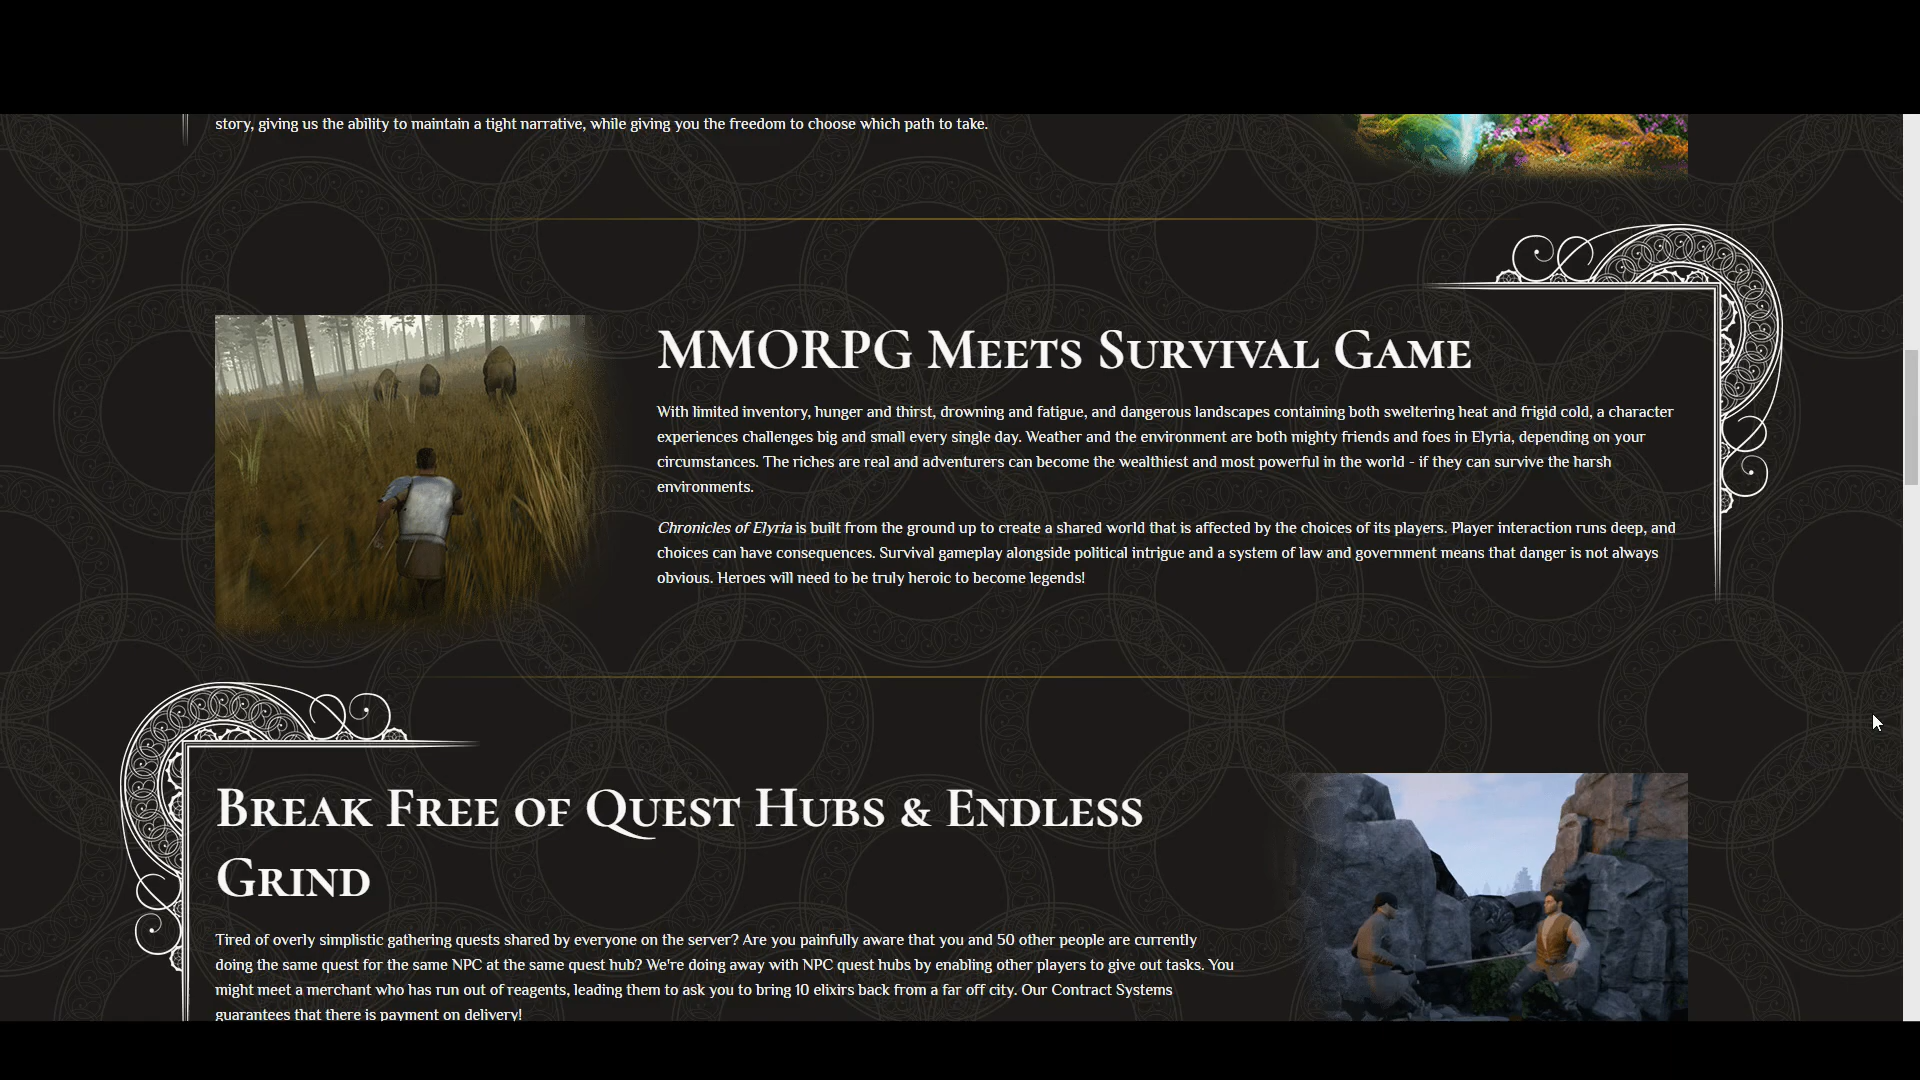 story, giving us the ability to maintain a tight narrative, while giving you the freedom to choose which path to take.
MMORPG Meets Survival Game
With limited inventory, hunger and thirst, drowning and fatigue, and dangerous landscapes containing both sweltering heat and frigid cold, a character
experiences challenges big and small every single day. Weather and the environment are both mighty friends and foes in Elyria, depending on your
circumstances. The riches are real and adventurers can become the wealthiest and most powerful in the world - if they can survive the harsh
environments.
Chronicles of Elyria is built from the ground up to create a shared world that is affected by the choices of its players. Player interaction runs deep, and
choices can have consequences. Survival gameplay alongside political intrigue and a system of law and government means that danger is not always
obvious. Heroes will need to be truly heroic to become legends!
Break Free of Quest Hubs & Endless
Grind
Tired of overly simplistic gathering quests shared by everyone on the server? Are you painfully aware that you and 50 other people are currently
doing the same quest for the same NPC at the same quest hub? We're doing away with NPC quest hubs by enabling other players to give out tasks. You
might meet a merchant who has run out of reagents, leading them to ask you to bring 10 elixirs back from a far off city. Our Contract Systems
guarantees that there is payment on delivery!